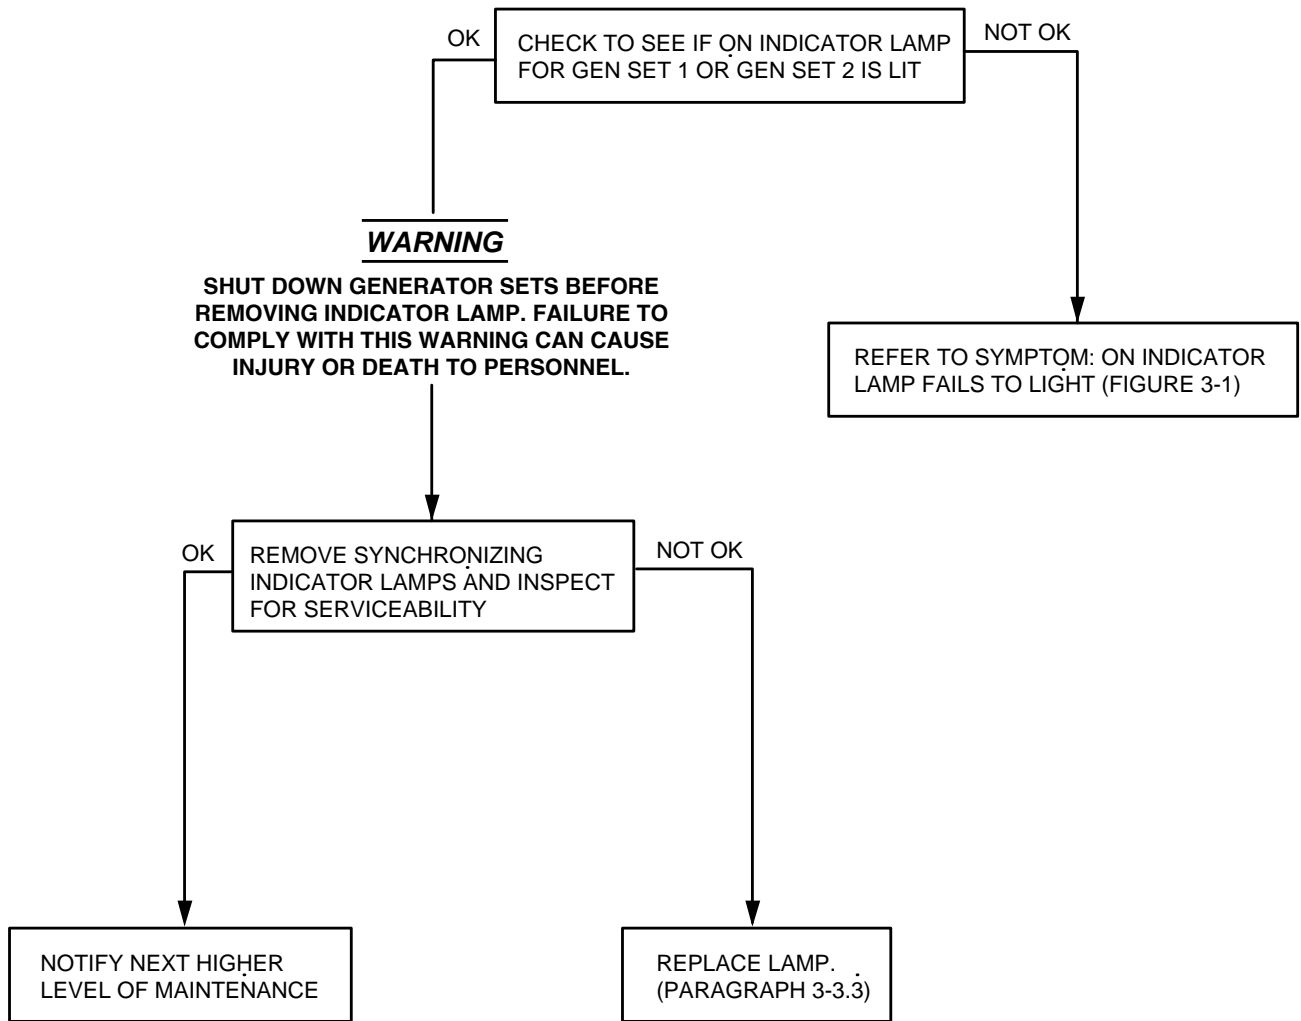 OK
CHECK TO SEE IF ON INDICATOR LAMP
FOR GEN SET 1 OR GEN SET 2 IS LIT
NOT OK
WARNING
SHUT DOWN GENERATOR SETS BEFORE
REMOVING INDICATOR LAMP. FAILURE TO
COMPLY WITH THIS WARNING CAN CAUSE
INJURY OR DEATH TO PERSONNEL.
REFER TO SYMPTOM: ON INDICATOR
LAMP FAILS TO LIGHT (FIGURE 3-1)
OK
REMOVE SYNCHRONIZING
INDICATOR LAMPS AND INSPECT
FOR SERVICEABILITY
NOT OK
NOTIFY NEXT HIGHER
LEVEL OF MAINTENANCE
REPLACE LAMP.
(PARAGRAPH 3-3.3)